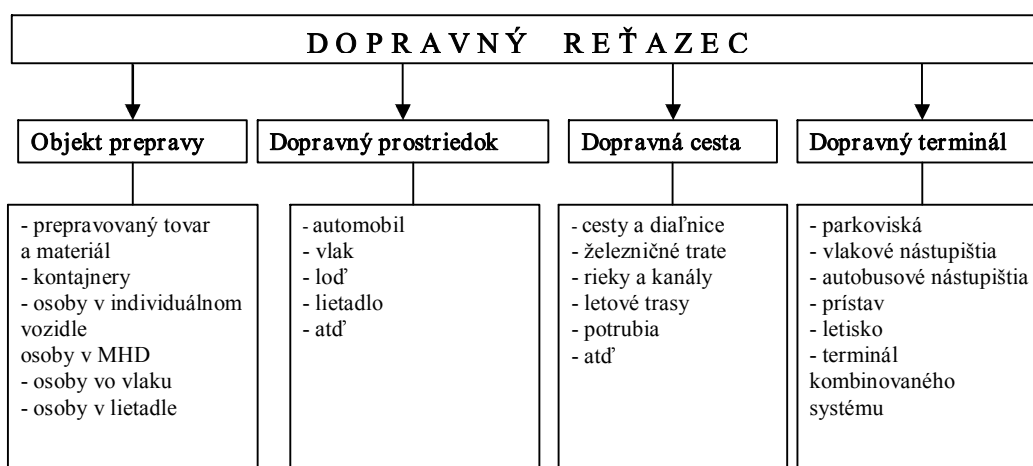 DOPRAVNÝ REŤAZEC
Objekt prepravy
- prepravovaný tovar
a materiál
- kontajnery
- osoby v individuálnom
vozidle
osoby v MHD
- osoby vo vlaku
- osoby v lietadle
Dopravný prostriedok
- automobil
- vlak
- loď
- lietadlo
- atď
Dopravná cesta
- cesty a diaľnice
- železničné trate
- rieky a kanály
- letové trasy
- potrubia
- atď
Dopravný terminál
- parkoviská
- vlakové nástupištia
- autobusové nástupištia
- prístav
- letisko
- terminál
kombinovaného
systému